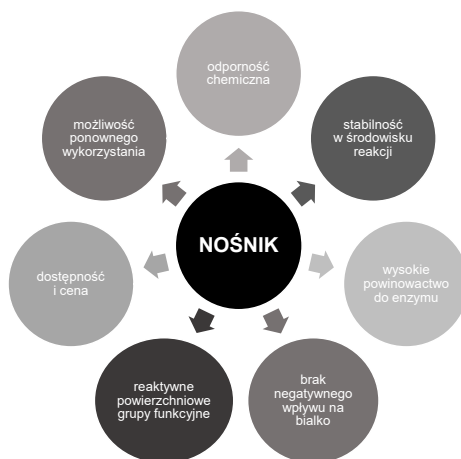 odporność
chemiczna
stabilność
w środowisku
reakcji
wysokie
powinowactwo
do enzymu
brak
negatywnego
wpływu na
bialko
reaktywne
powierzchniowe
grupy funkcyjne
dostępność
i cena
możliwość
ponownego
wykorzystania
NOŚNIK